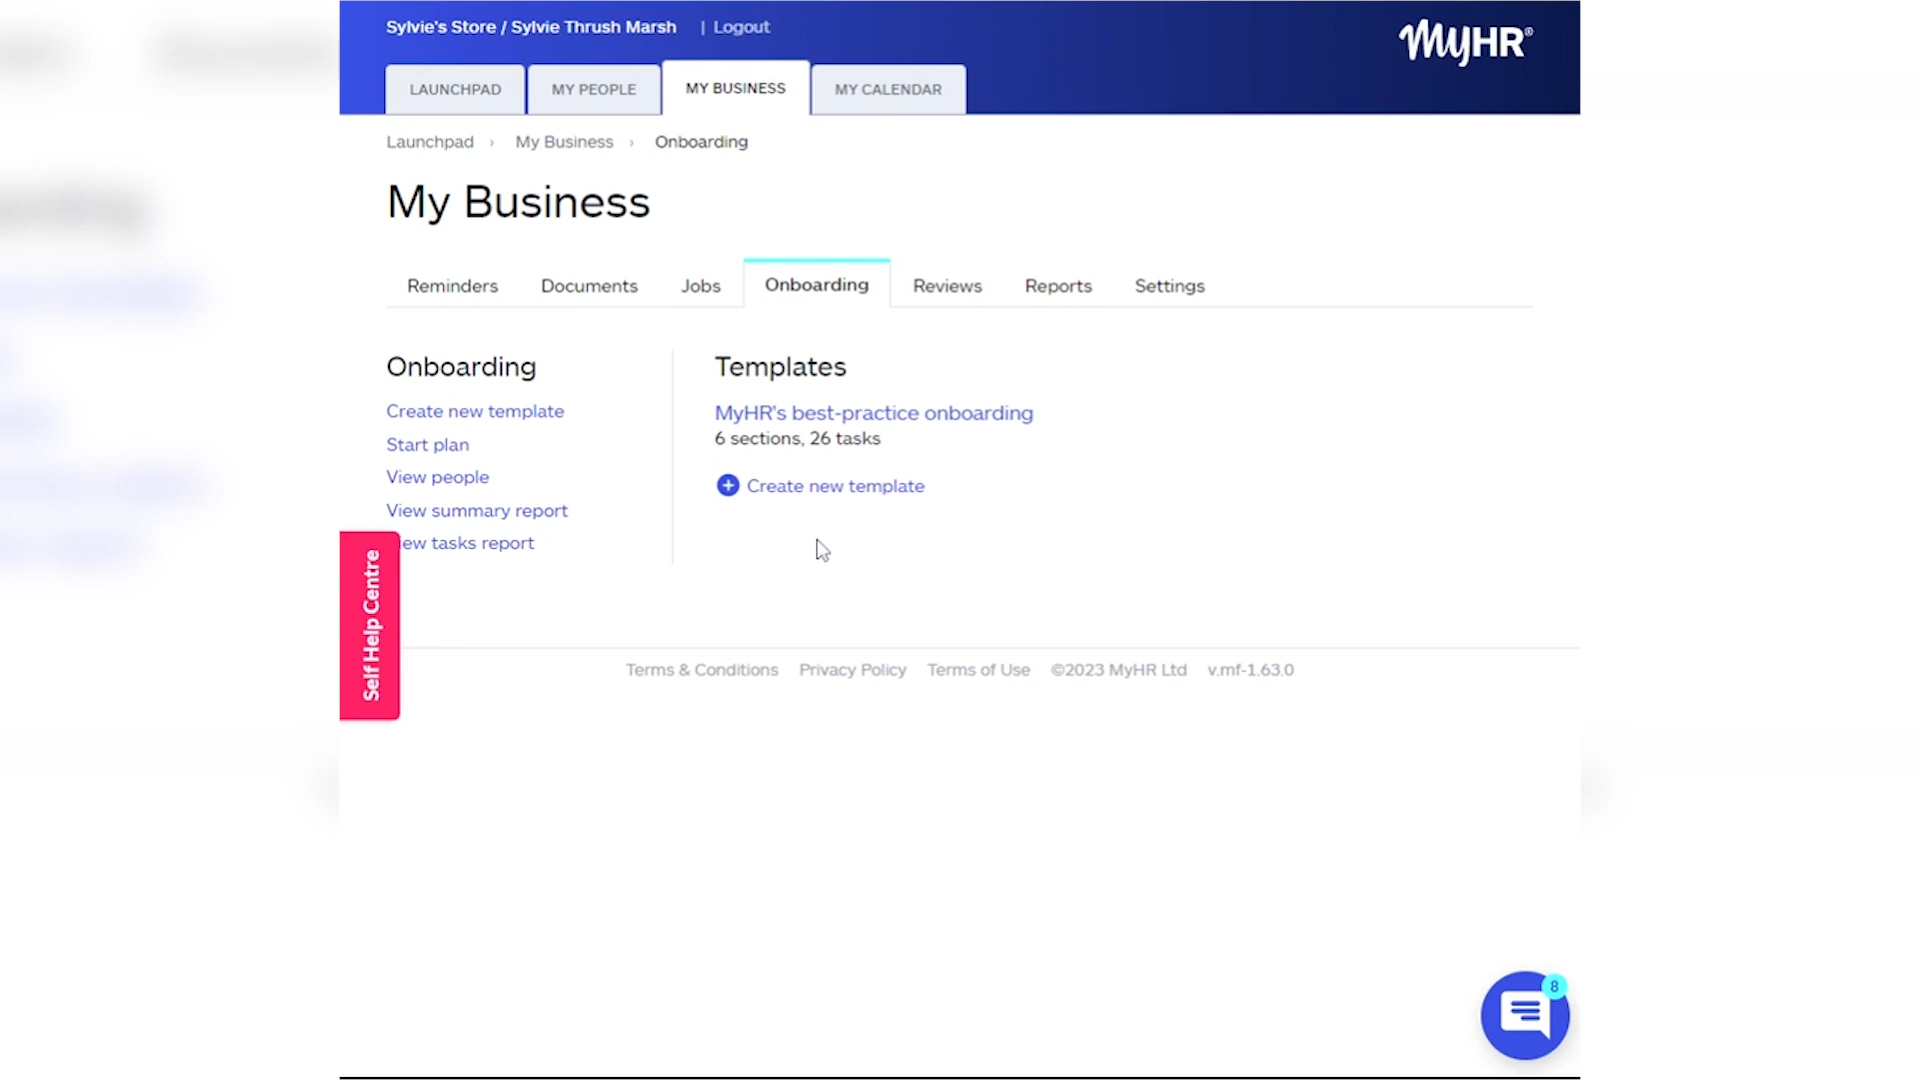 Sylvie's Store / Sylvie Thrush Marsh | Logout
MyHR®
LAUNCHPAD MY PEOPLE MY BUSINESS MY CALENDAR
Launchpad › My Business › Onboarding
My Business
Reminders Documents Jobs Onboarding Reviews Reports Settings
Onboarding
Create new template
Start plan
View people
View summary report
iew tasks report
Templates
MyHR's best-practice onboarding
6 sections, 26 tasks
Create new template
Self Help Centre
Terms & Conditions Privacy Policy Terms of Use ©2023 MyHR Ltd v.mf-1.63.0
8